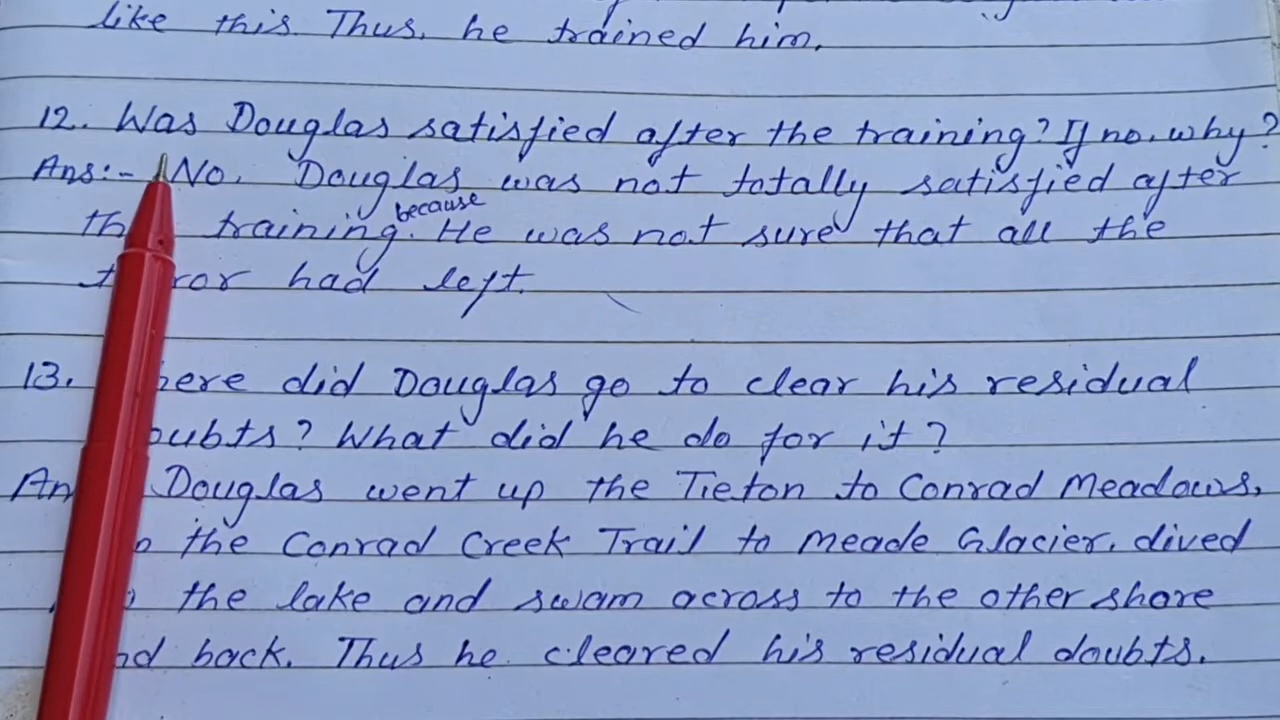 like this. Thus, he trained him.
12. Was Douglas satisfied after the training? If no, why?
Ans:- No, Douglas was not totally satisfied after
because
training. He was not sure that all the
had left.
13. did Douglas go to clear his residual
? What did he do for it?
Douglas went up the Tieton to Conrad Meadows,
the Conrad Creek Trail to Meade Glacier, dived
the lake and swam across to the other shore
back. Thus he cleared his residual doubts.